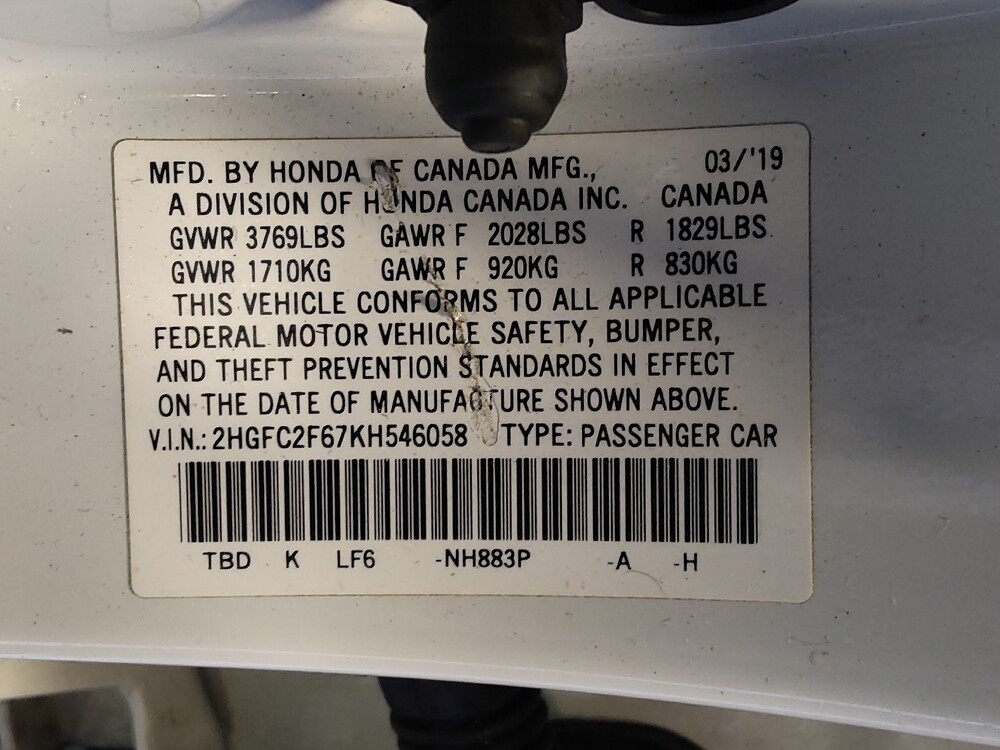 MFD. BY HONDA OF CANADA MFG., 03/'19
A DIVISION OF HONDA CANADA INC. CANADA
GVWR 3769LBS GAWR F 2028LBS R 1829LBS
GVWR 1710KG GAWR F 920KG R 830KG
THIS VEHICLE CONFORMS TO ALL APPLICABLE
FEDERAL MOTOR VEHICLE SAFETY, BUMPER,
AND THEFT PREVENTION STANDARDS IN EFFECT
ON THE DATE OF MANUFACTURE SHOWN ABOVE.
V.I.N.: 2HGFC2F67KH546058 TYPE: PASSENGER CAR
TBD K LF6 -NH883P -A -H